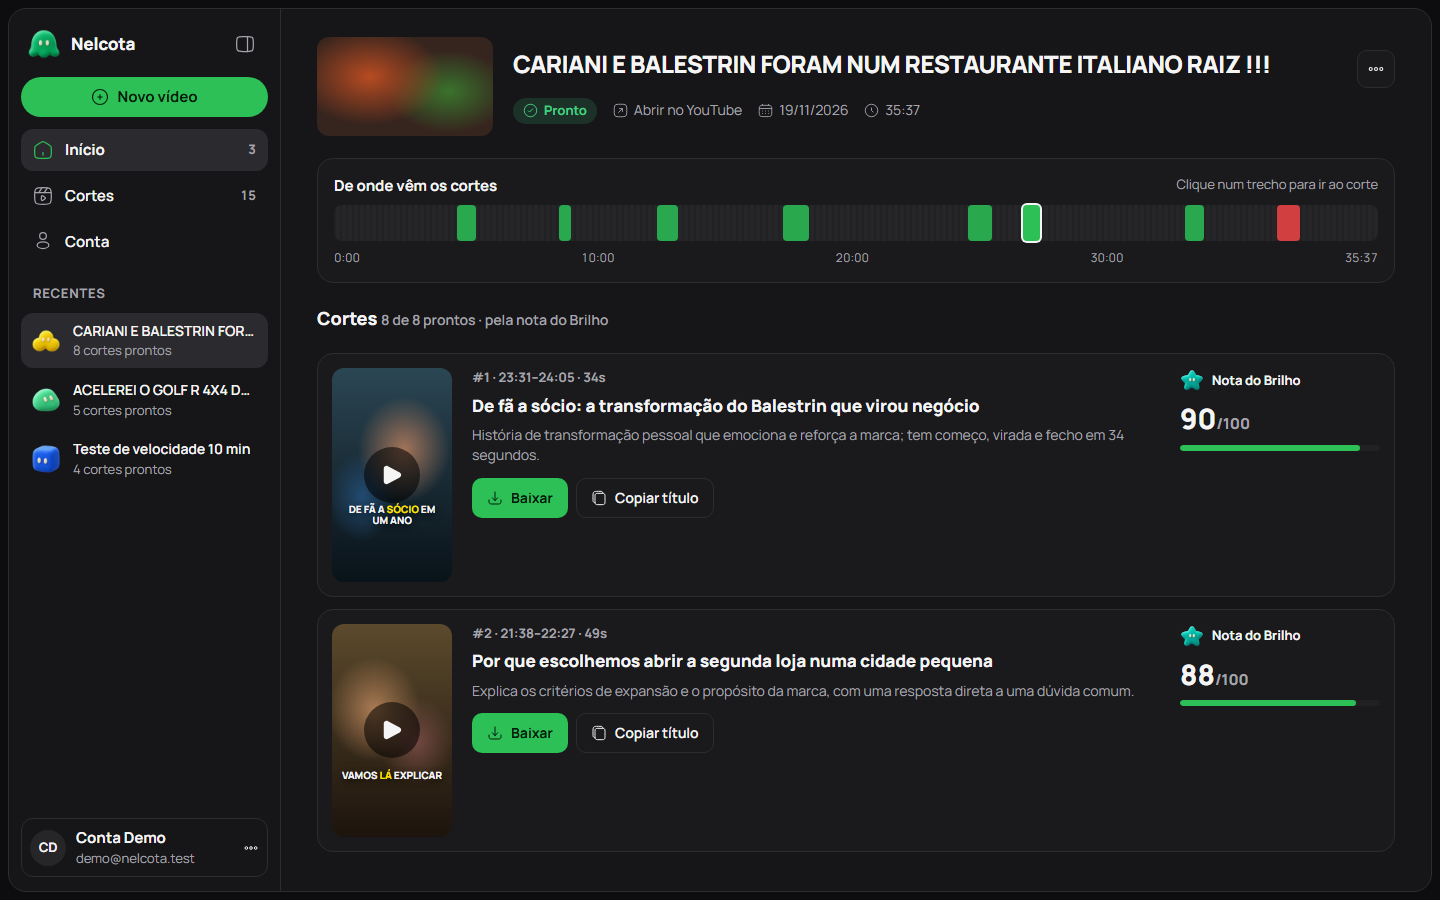 Nelcota
Novo vídeo
Início 3
Cortes 15
Conta
RECENTES
CARIANI E BALESTRIN FOR...
8 cortes prontos
ACELEREI O GOLF R 4X4 D...
5 cortes prontos
Teste de velocidade 10 min
4 cortes prontos
CD
Conta Demo
demo@nelcota.test
CARIANI E BALESTRIN FORAM NUM RESTAURANTE ITALIANO RAIZ !!!
Pronto Abrir no YouTube 19/11/2026 35:37
De onde vêm os cortes Clique num trecho para ir ao corte
0:00 10:00 20:00 30:00 35:37
Cortes 8 de 8 prontos · pela nota do Brilho
DE FÃ A SÓCIO EM
UM ANO
#1 · 23:31–24:05 · 34s
De fã a sócio: a transformação do Balestrin que virou negócio
História de transformação pessoal que emociona e reforça a marca; tem começo, virada e fecho em 34
segundos.
Baixar Copiar título
Nota do Brilho
90/100
VAMOS LÁ EXPLICAR
#2 · 21:38–22:27 · 49s
Por que escolhemos abrir a segunda loja numa cidade pequena
Explica os critérios de expansão e o propósito da marca, com uma resposta direta a uma dúvida comum.
Baixar Copiar título
Nota do Brilho
88/100